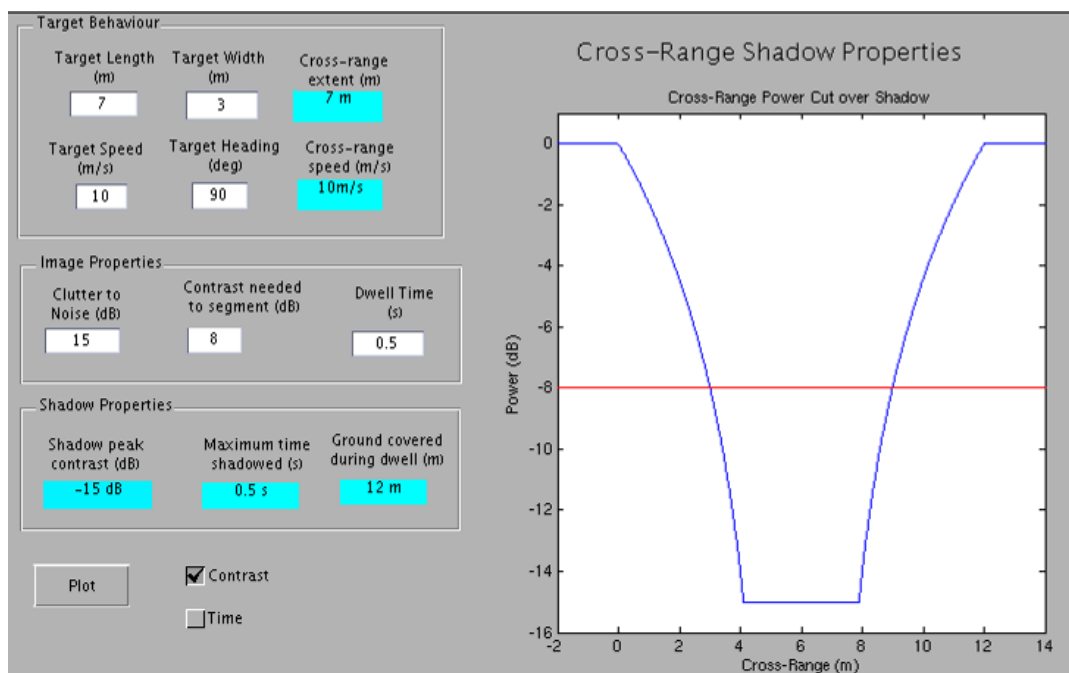 Target Behaviour
Target Length
(m)
7
Target Width
(m)
3
Cross-range
extent (m)
7 m
Target Speed
(m/s)
10
Target Heading
(deg)
90
Cross-range
speed (m/s)
10m/s
Image Properties
Clutter to
Noise (dB)
15
Contrast needed
to segment (dB)
8
Dwell Time
(s)
0.5
Shadow Properties
Shadow peak
contrast (dB)
-15 dB
Maximum time
shadowed (s)
0.5 s
Ground covered
during dwell (m)
12 m
Plot
Contrast
Time
Cross-Range Shadow Properties
Cross-Range Power Cut over Shadow
Power (dB)
0
-2
-4
-6
-8
-10
-12
-14
-16
-2 0 2 4 6 8 10 12 14
Cross-Range (m)